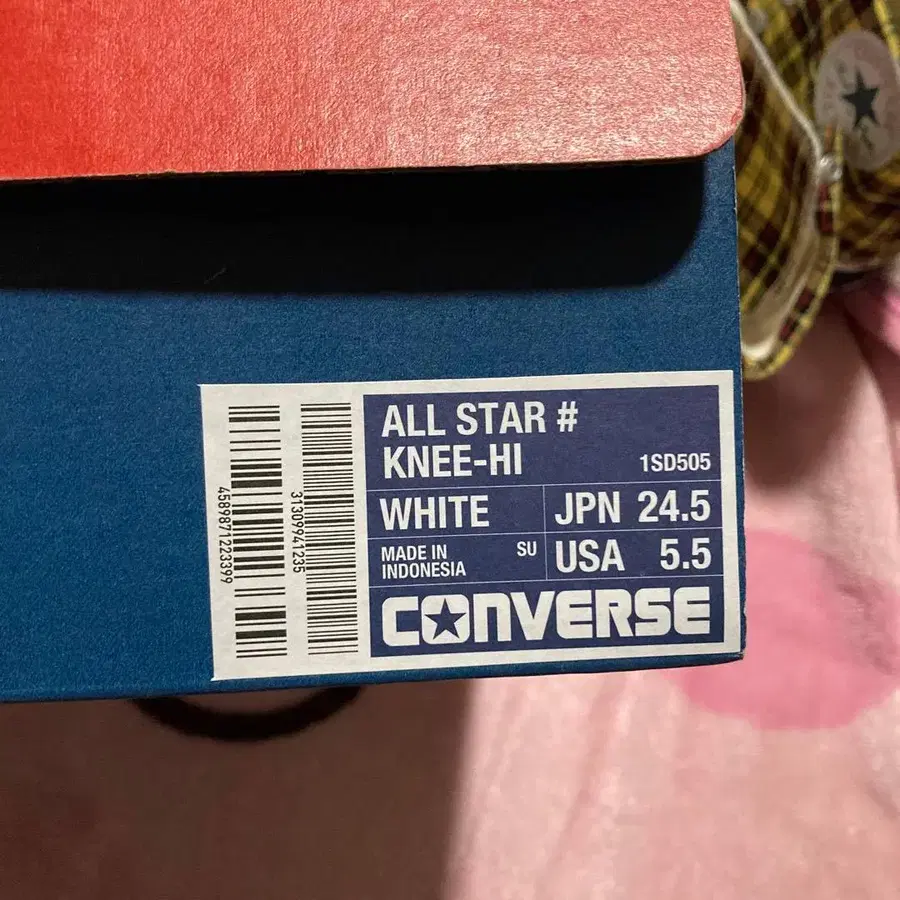 ALL STAR #
KNEE-HI
1SD505
WHITE
JPN 24.5
MADE IN
INDONESIA
SU
USA 5.5
CONVERSE
4589871223399
31309941235